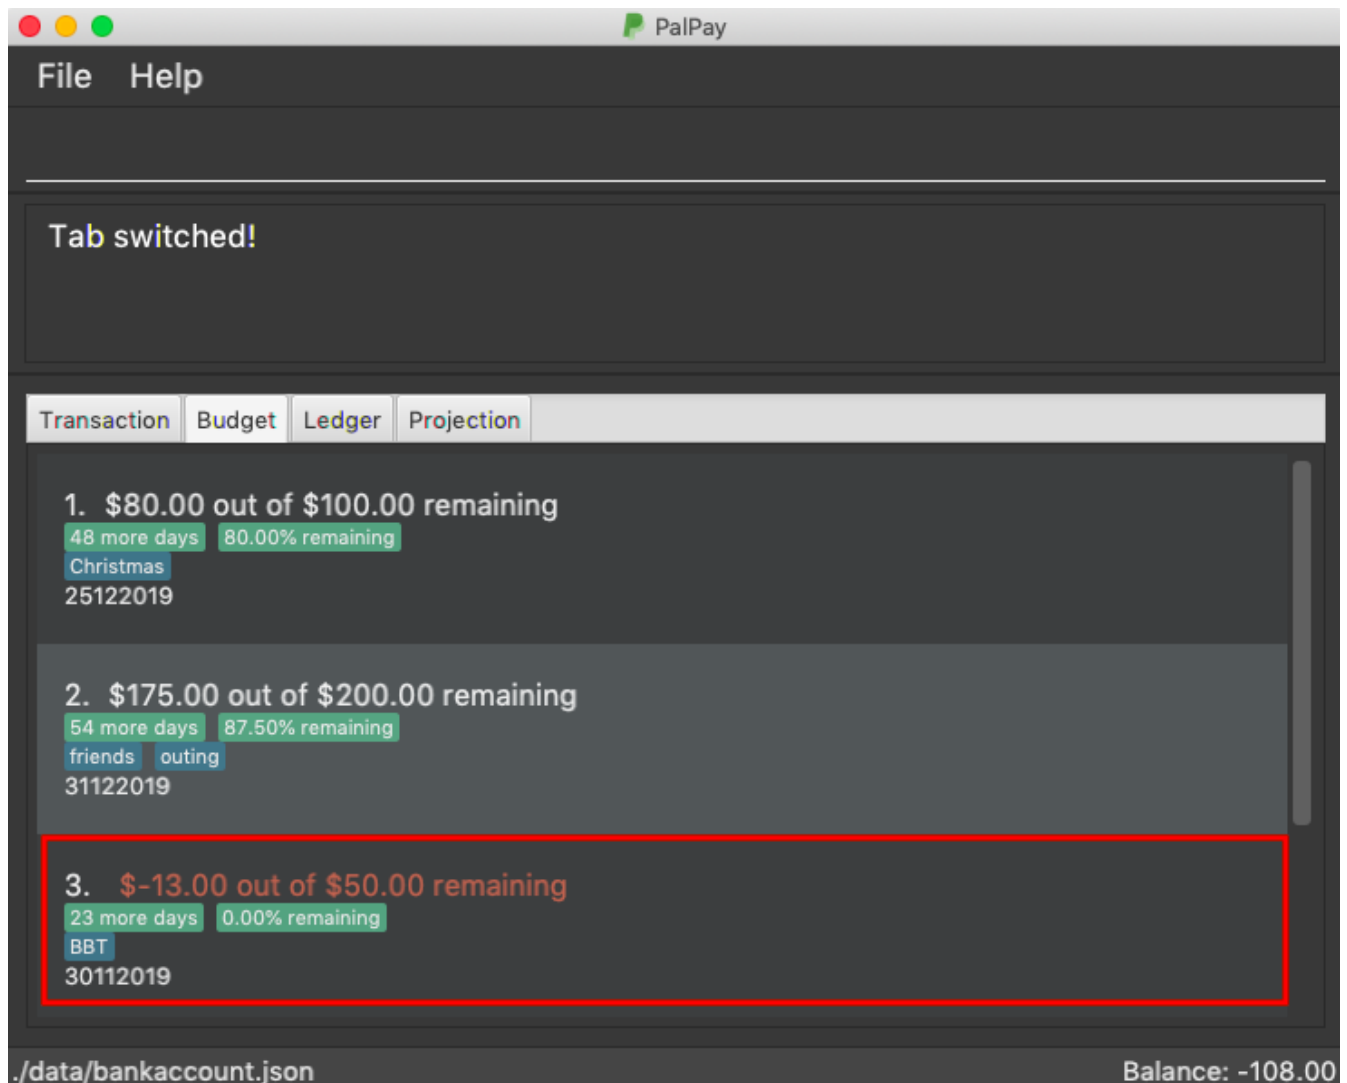 PalPay
File Help
Tab switched!
Transaction Budget Ledger Projection
1. $80.00 out of $100.00 remaining
48 more days 80.00% remaining
Christmas
25122019
2. $175.00 out of $200.00 remaining
54 more days 87.50% remaining
friends outing
31122019
3. $-13.00 out of $50.00 remaining
23 more days 0.00% remaining
BBT
30112019
./data/bankaccount.json Balance: -108.00